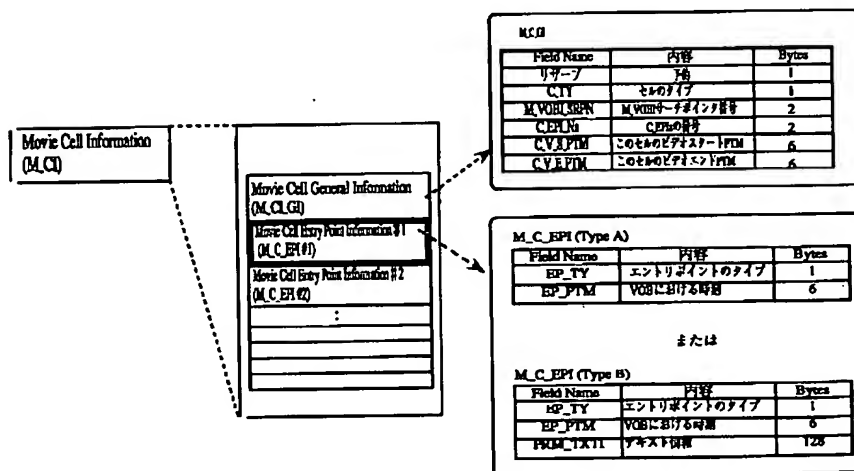 Movie Cell Information
(M_CI)
Movie Cell General Information
(M_CI_GI)
Movie Cell Entry Point Information #1
(M_C_EPI #1)
Movie Cell Entry Point Information #2
(M_C_EPI #2)
⋮
Field Name 内容 Bytes
リザーブ 予約 1
C_TY セルのタイプ 1
M_VOBI_SRPN M_VOBIサーチポインタ番号 2
C_EPI_Ns C_EPIsの番号 2
C_V_S_PTM このセルのビデオスタートPTM 6
C_V_E_PTM このセルのビデオエンドPTM 6
M_C_EPI (Type A)
Field Name 内容 Bytes
EP_TY エントリポイントのタイプ 1
EP_PTM VOBにおける時刻 6
または
M_C_EPI (Type B)
Field Name 内容 Bytes
EP_TY エントリポイントのタイプ 1
EP_PTM VOBにおける時刻 6
PRM_TXTI テキスト情報 128